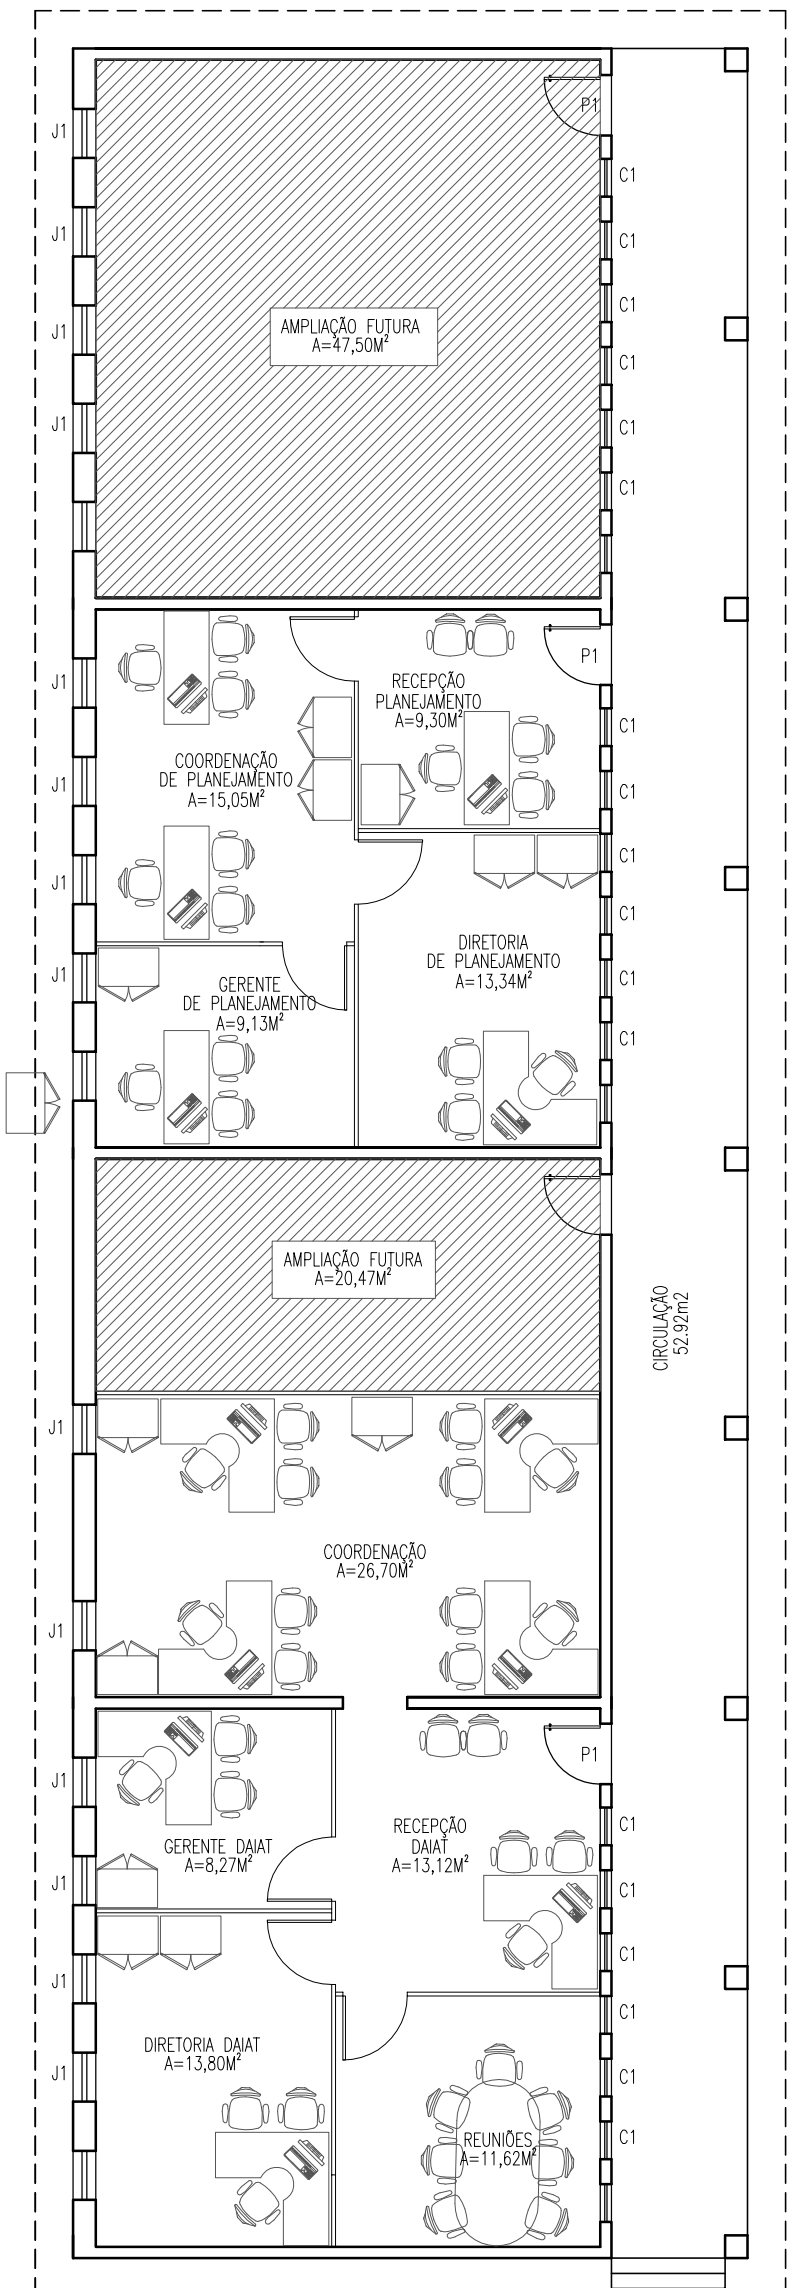 P1
J1
C1
J1
C1
C1
AMPLIAÇÃO FUTURA
A=47,50M²
J1
C1
J1
C1
C1
P1
RECEPÇÃO
PLANEJAMENTO
A=9,30M²
J1
C1
COORDENAÇÃO
DE PLANEJAMENTO
A=15,05M²
J1
C1
C1
J1
C1
DIRETORIA
DE PLANEJAMENTO
A=13,34M²
J1
C1
GERENTE
DE PLANEJAMENTO
A=9,13M²
C1
AMPLIAÇÃO FUTURA
A=20,47M²
CIRCULAÇÃO
52.92m2
J1
COORDENAÇÃO
A=26,70M²
J1
P1
J1
RECEPÇÃO
DAIAT
A=13,12M²
C1
GERENTE DAIAT
A=8,27M²
J1
C1
C1
J1
C1
DIRETORIA DAIAT
A=13,80M²
J1
C1
REUNIÕES
A=11,62M²
C1